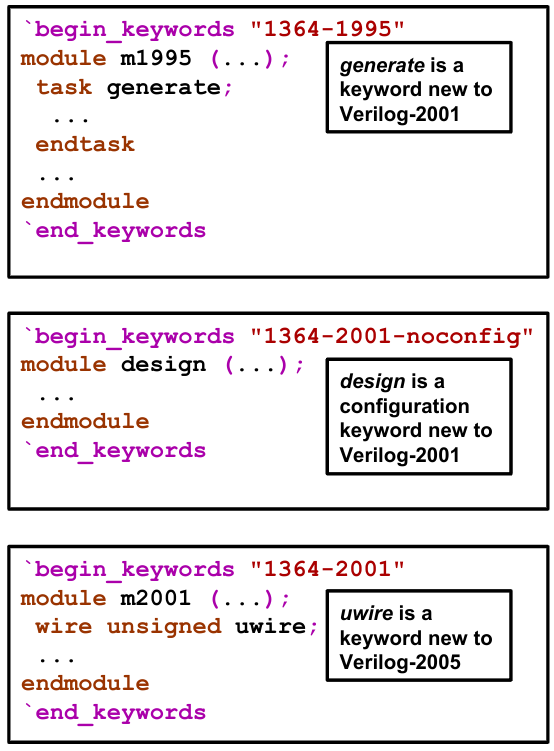 `begin_keywords "1364-1995"
module m1995 (...);
task generate;
...
endtask
...
endmodule
`end_keywords
generate is a
keyword new to
Verilog-2001
`begin_keywords "1364-2001-noconfig"
module design (...);
...
endmodule
`end_keywords
design is a
configuration
keyword new to
Verilog-2001
`begin_keywords "1364-2001"
module m2001 (...);
wire unsigned uwire;
...
endmodule
`end_keywords
uwire is a
keyword new to
Verilog-2005